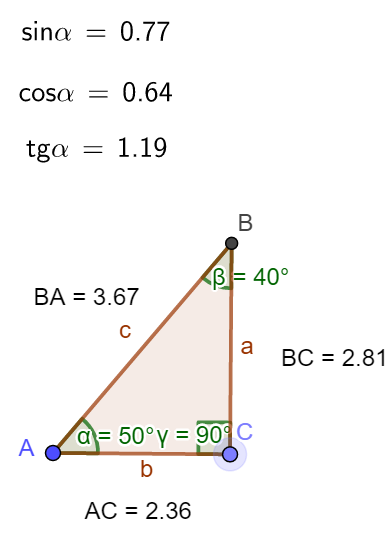 sinα = 0.77
cosα = 0.64
tgα = 1.19
B
β = 40°
BA = 3.67
c
a
BC = 2.81
α = 50°
γ = 90°
C
A
b
AC = 2.36